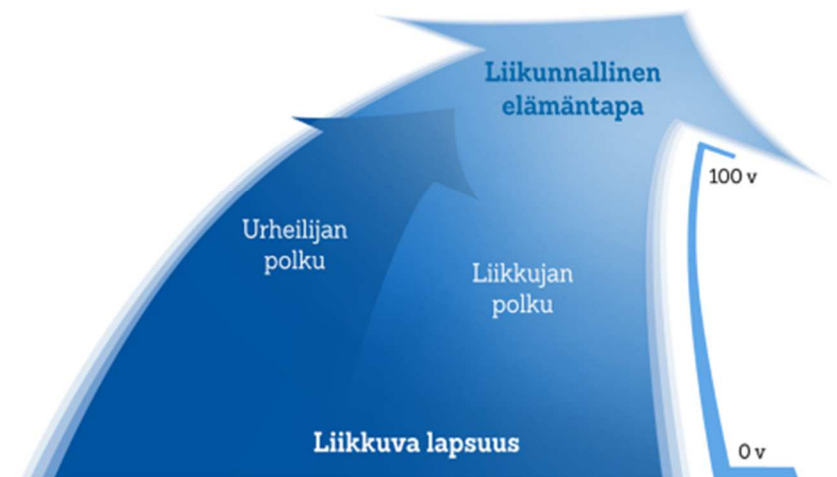 Liikunnallinen
elämäntapa
100 v
Urheilijan
polku
Liikkujan
polku
Liikkuva lapsuus
0 v